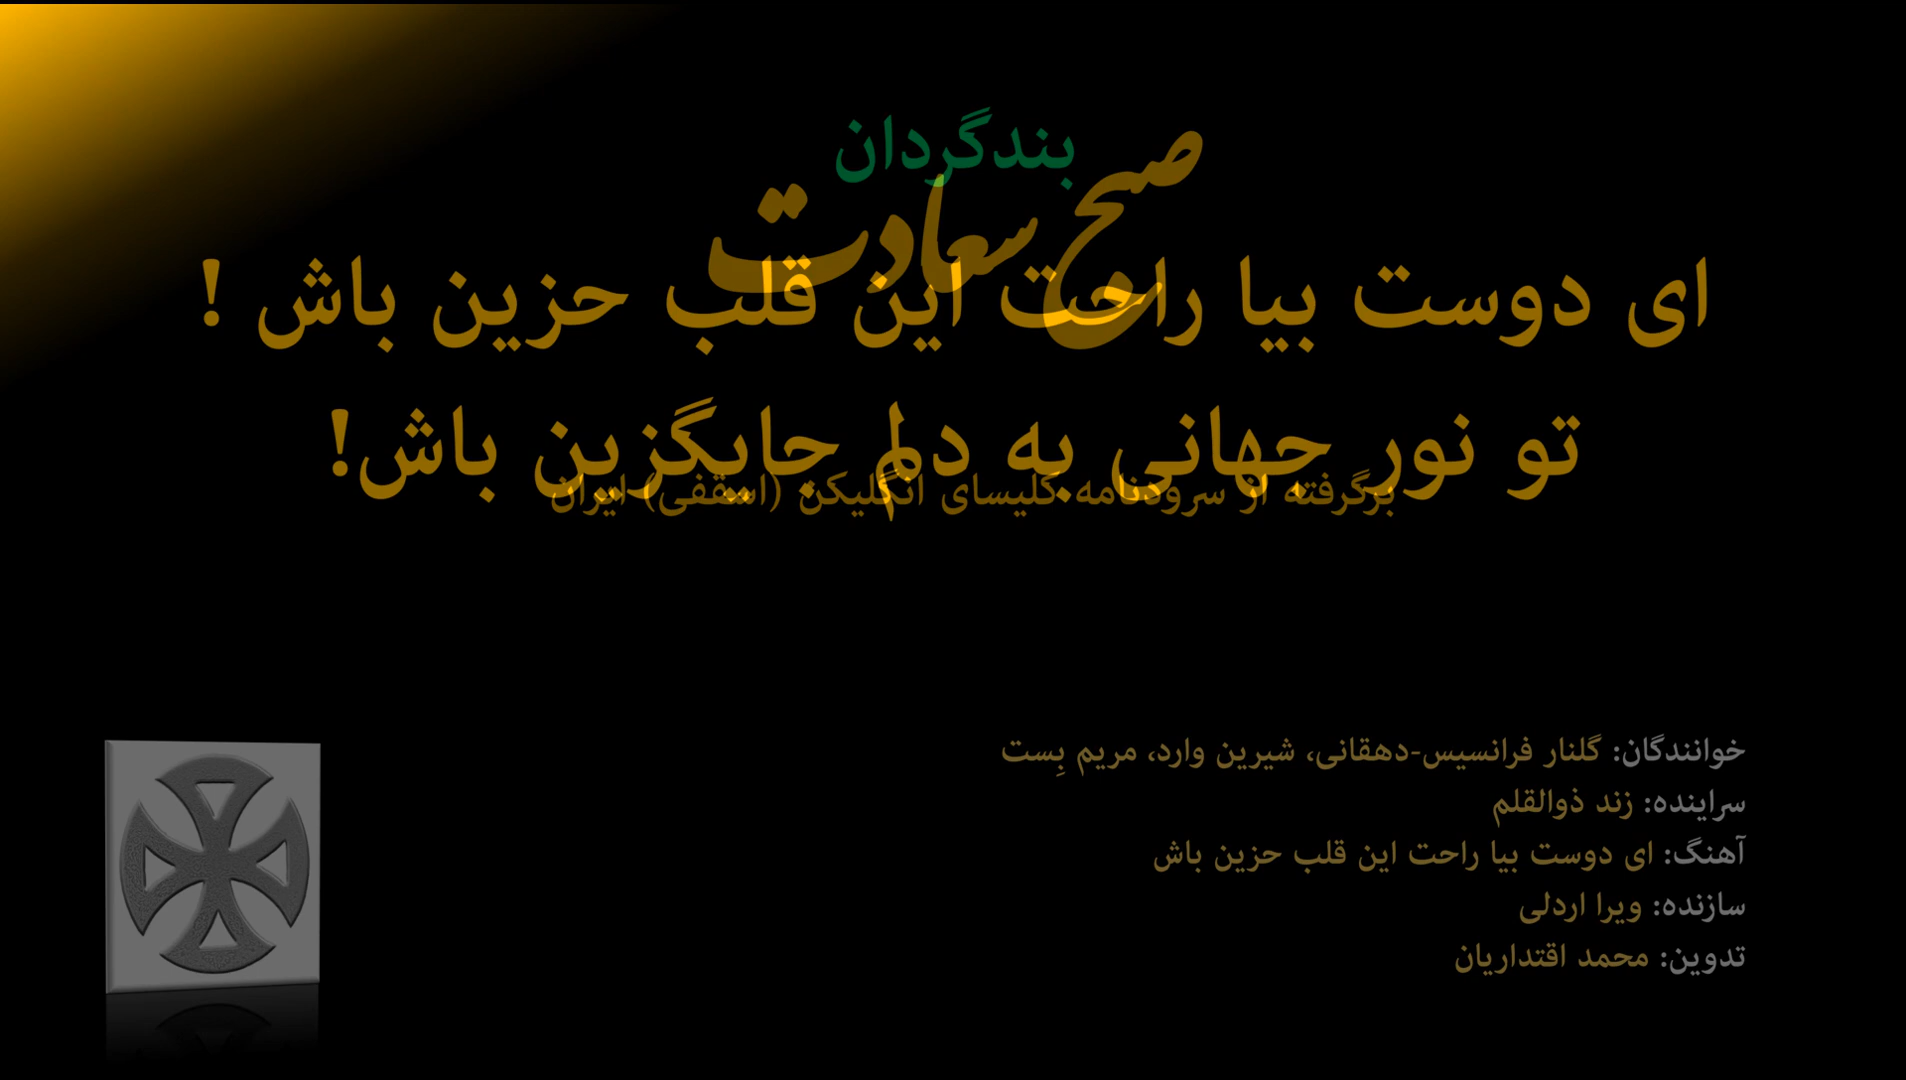 بندگردان
صبح سعادت
ای دوست بیا راحت این قلب حزین باش !
تو نور جهانی به دلم جایگزین باش!
برگرفته از سرودنامه کلیسای انگلیکن (اسقفی) ایران
خوانندگان: گلنار فرانسیس-دهقانی، شیرین وارد، مریم بِست
سراینده: زند ذوالقلم
آهنگ: ای دوست بیا راحت این قلب حزین باش
سازنده: ویرا اردلی
تدوین: محمد اقتداریان